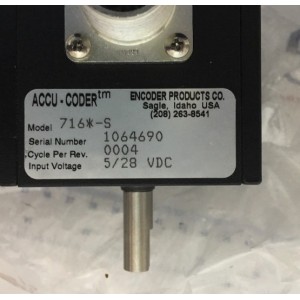 ACCU-CODER™ ENCODER PRODUCTS CO.
Sagle, Idaho USA
(208) 263-8541
Model 716*-S
Serial Number 1064690
Cycle Per Rev. 0004
Input Voltage 5/28 VDC